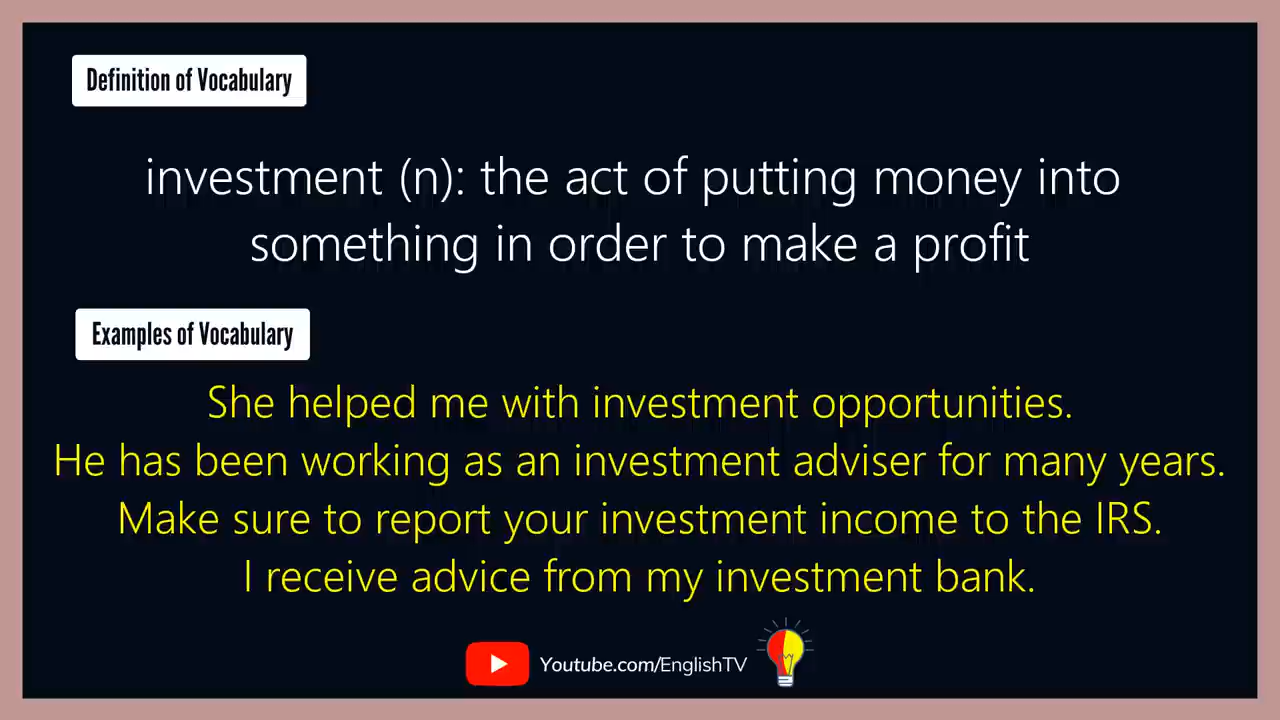 Definition of Vocabulary
investment (n): the act of putting money into
something in order to make a profit
Examples of Vocabulary
She helped me with investment opportunities.
He has been working as an investment adviser for many years.
Make sure to report your investment income to the IRS.
I receive advice from my investment bank.
Youtube.com/EnglishTV